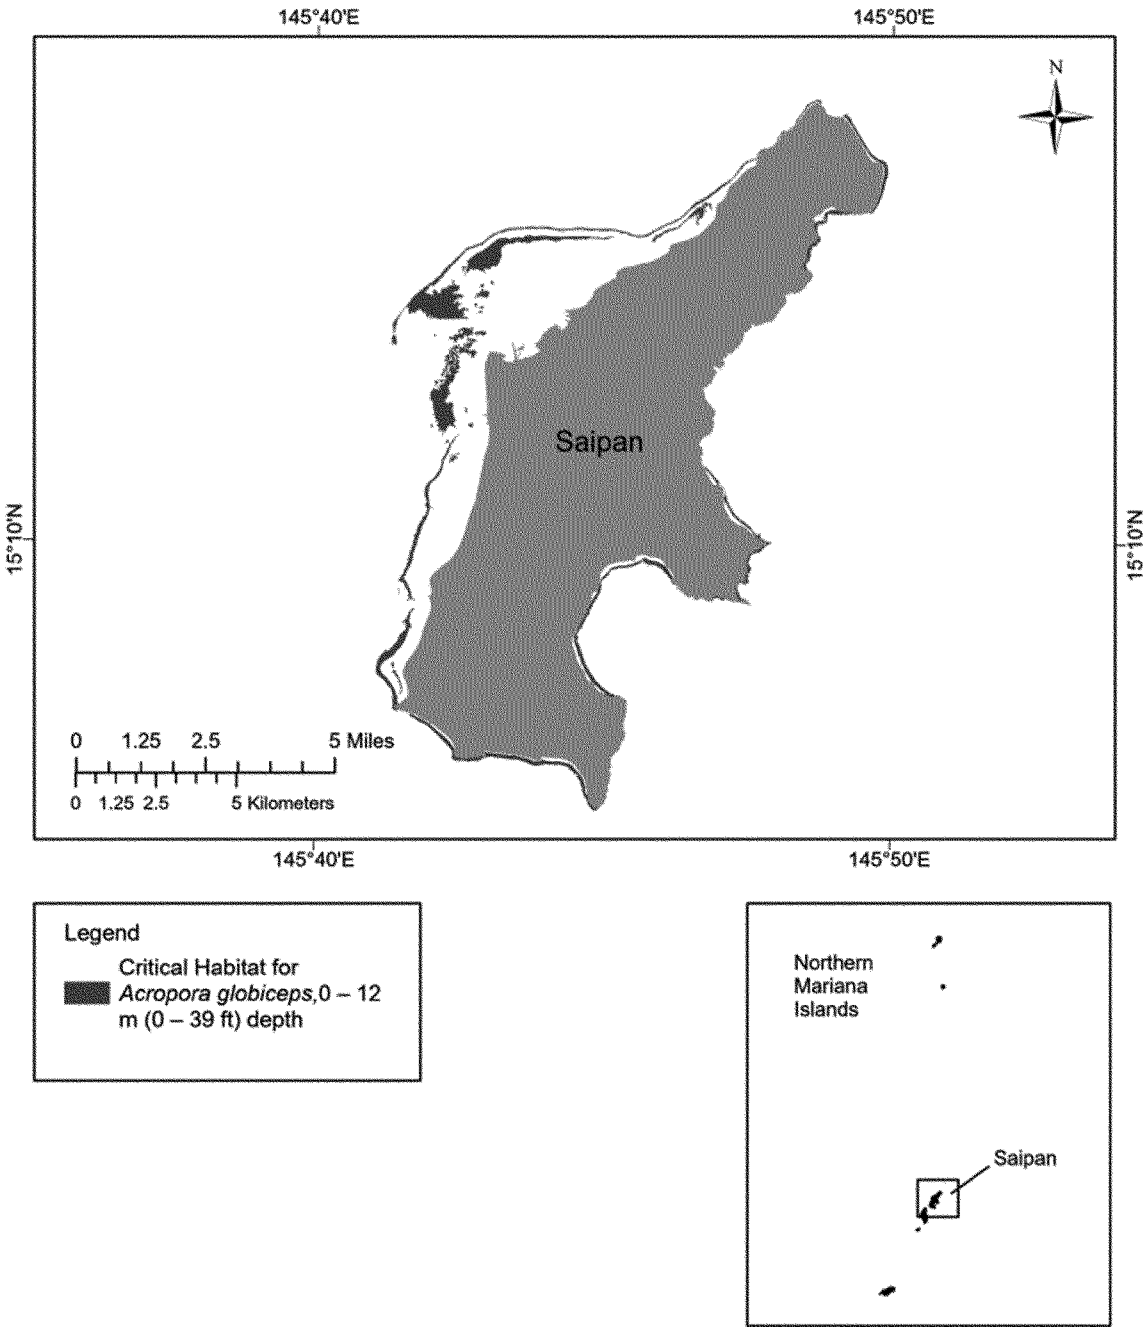 145°40'E 145°50'E
N
Saipan
15°10'N 15°10'N
0 1.25 2.5 5 Miles
0 1.25 2.5 5 Kilometers
145°40'E 145°50'E
Legend
Critical Habitat for
Acropora globiceps,0 – 12
m (0 – 39 ft) depth
Northern
Mariana
Islands
Saipan